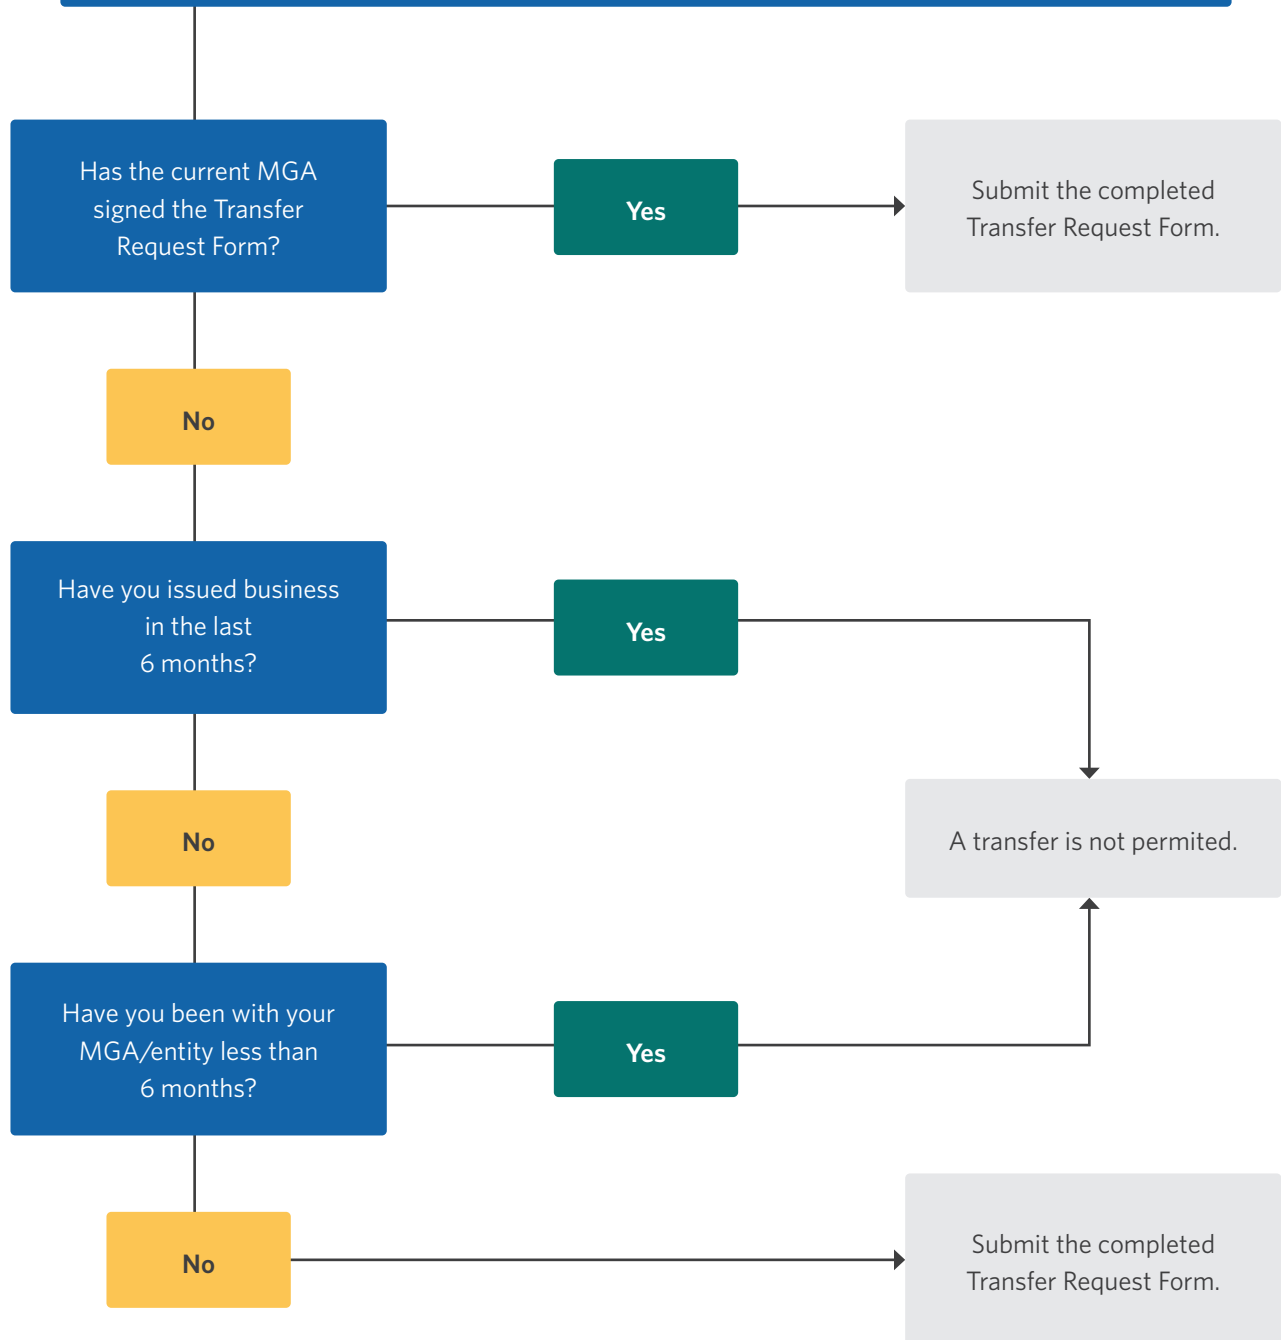 Has the current MGA
signed the Transfer
Request Form?
Yes
Submit the completed
Transfer Request Form.
No
Have you issued business
in the last
6 months?
Yes
No
A transfer is not permited.
Have you been with your
MGA/entity less than
6 months?
Yes
No
Submit the completed
Transfer Request Form.